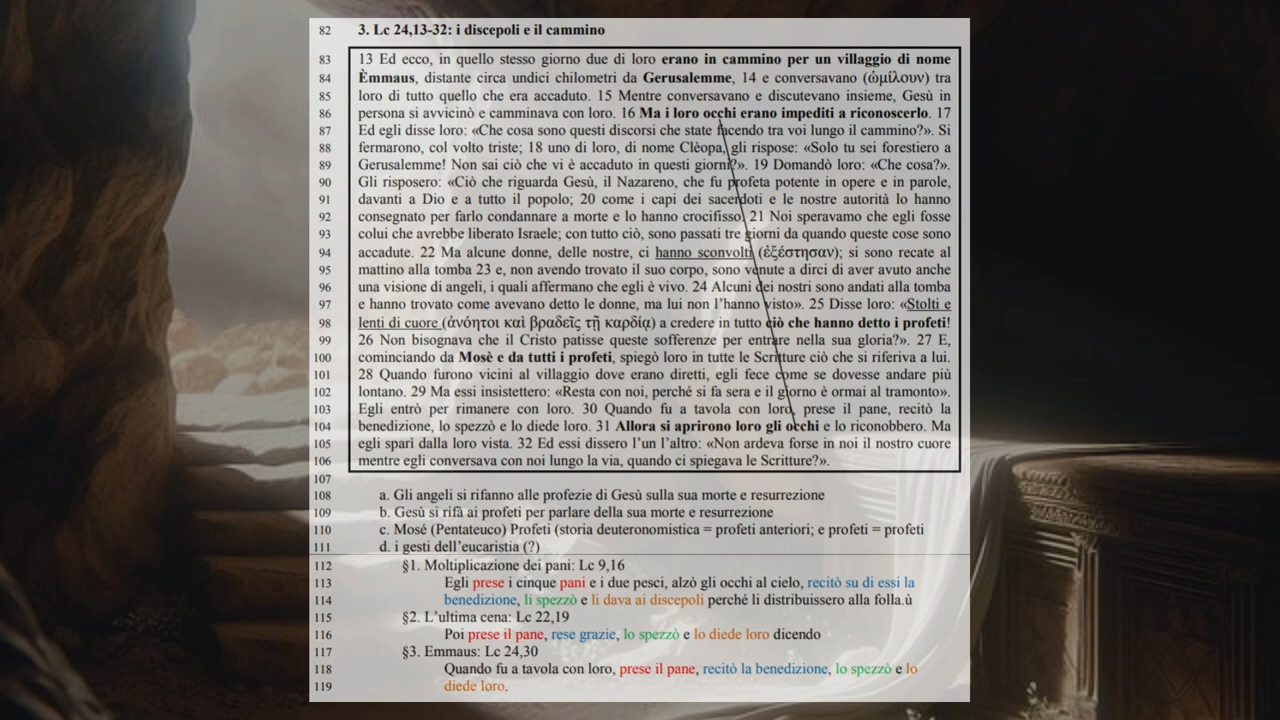 82 3. Lc 24,13-32: i discepoli e il cammino
83 13 Ed ecco, in quello stesso giorno due di loro erano in cammino per un villaggio di nome
84 Èmmaus, distante circa undici chilometri da Gerusalemme, 14 e conversavano (ὡμίλουν) tra
85 loro di tutto quello che era accaduto. 15 Mentre conversavano e discutevano insieme, Gesù in
86 persona si avvicinò e camminava con loro. 16 Ma i loro occhi erano impediti a riconoscerlo. 17
87 Ed egli disse loro: «Che cosa sono questi discorsi che state facendo tra voi lungo il cammino?». Si
88 fermarono, col volto triste; 18 uno di loro, di nome Clèopa, gli rispose: «Solo tu sei forestiero a
89 Gerusalemme! Non sai ciò che vi è accaduto in questi giorni?». 19 Domandò loro: «Che cosa?».
90 Gli risposero: «Ciò che riguarda Gesù, il Nazareno, che fu profeta potente in opere e in parole,
91 davanti a Dio e a tutto il popolo; 20 come i capi dei sacerdoti e le nostre autorità lo hanno
92 consegnato per farlo condannare a morte e lo hanno crocifisso. 21 Noi speravamo che egli fosse
93 colui che avrebbe liberato Israele; con tutto ciò, sono passati tre giorni da quando queste cose sono
94 accadute. 22 Ma alcune donne, delle nostre, ci hanno sconvolti (ἐξέστησαν); si sono recate al
95 mattino alla tomba 23 e, non avendo trovato il suo corpo, sono venute a dirci di aver avuto anche
96 una visione di angeli, i quali affermano che egli è vivo. 24 Alcuni dei nostri sono andati alla tomba
97 e hanno trovato come avevano detto le donne, ma lui non l’hanno visto». 25 Disse loro: «Stolti e
98 lenti di cuore (ἀνόητοι καὶ βραδεῖς τῇ καρδίᾳ) a credere in tutto ciò che hanno detto i profeti!
99 26 Non bisognava che il Cristo patisse queste sofferenze per entrare nella sua gloria?». 27 E,
100 cominciando da Mosè e da tutti i profeti, spiegò loro in tutte le Scritture ciò che si riferiva a lui.
101 28 Quando furono vicini al villaggio dove erano diretti, egli fece come se dovesse andare più
102 lontano. 29 Ma essi insistettero: «Resta con noi, perché si fa sera e il giorno è ormai al tramonto».
103 Egli entrò per rimanere con loro. 30 Quando fu a tavola con loro, prese il pane, recitò la
104 benedizione, lo spezzò e lo diede loro. 31 Allora si aprirono loro gli occhi e lo riconobbero. Ma
105 egli sparì dalla loro vista. 32 Ed essi dissero l’un l’altro: «Non ardeva forse in noi il nostro cuore
106 mentre egli conversava con noi lungo la via, quando ci spiegava le Scritture?».
107
108 a. Gli angeli si rifanno alle profezie di Gesù sulla sua morte e resurrezione
109 b. Gesù si rifà ai profeti per parlare della sua morte e resurrezione
110 c. Mosé (Pentateuco) Profeti (storia deuteronomistica = profeti anteriori; e profeti = profeti
111 d. i gesti dell’eucaristia (?)
112 §1. Moltiplicazione dei pani: Lc 9,16
113 Egli prese i cinque pani e i due pesci, alzò gli occhi al cielo, recitò su di essi la
114 benedizione, li spezzò e li dava ai discepoli perché li distribuissero alla folla.ù
115 §2. L’ultima cena: Lc 22,19
116 Poi prese il pane, rese grazie, lo spezzò e lo diede loro dicendo
117 §3. Emmaus: Lc 24,30
118 Quando fu a tavola con loro, prese il pane, recitò la benedizione, lo spezzò e lo
119 diede loro.